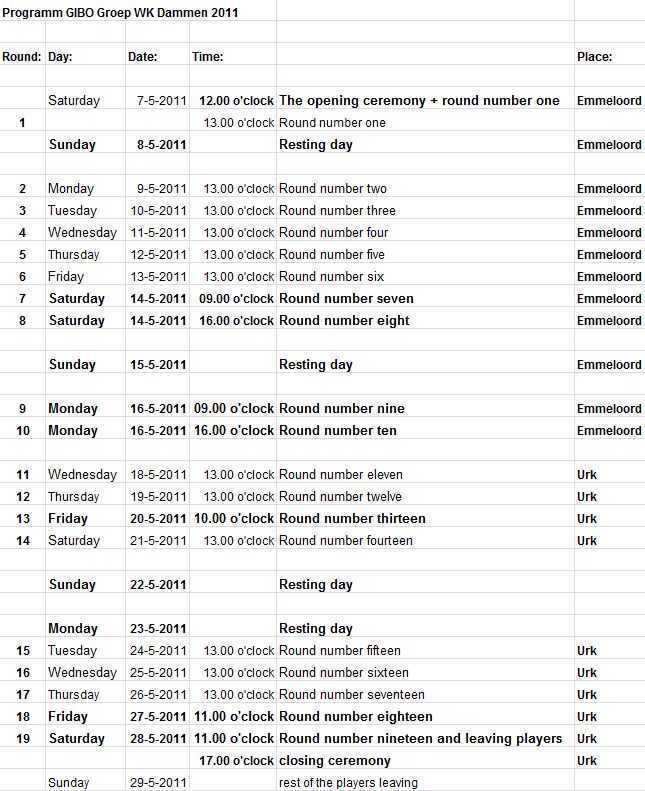 Programm GIBO Groep WK Dammen 2011
Round: Day: Date: Time: Place:
Saturday 7-5-2011 12.00 o'clock The opening ceremony + round number one Emmeloord
1 13.00 o'clock Round number one
Sunday 8-5-2011 Resting day Emmeloord
2 Monday 9-5-2011 13.00 o'clock Round number two Emmeloord
3 Tuesday 10-5-2011 13.00 o'clock Round number three Emmeloord
4 Wednesday 11-5-2011 13.00 o'clock Round number four Emmeloord
5 Thursday 12-5-2011 13.00 o'clock Round number five Emmeloord
6 Friday 13-5-2011 13.00 o'clock Round number six Emmeloord
7 Saturday 14-5-2011 09.00 o'clock Round number seven Emmeloord
8 Saturday 14-5-2011 16.00 o'clock Round number eight Emmeloord
Sunday 15-5-2011 Resting day Emmeloord
9 Monday 16-5-2011 09.00 o'clock Round number nine Emmeloord
10 Monday 16-5-2011 16.00 o'clock Round number ten Emmeloord
11 Wednesday 18-5-2011 13.00 o'clock Round number eleven Urk
12 Thursday 19-5-2011 13.00 o'clock Round number twelve Urk
13 Friday 20-5-2011 10.00 o'clock Round number thirteen Urk
14 Saturday 21-5-2011 13.00 o'clock Round number fourteen Urk
Sunday 22-5-2011 Resting day
Monday 23-5-2011 Resting day
15 Tuesday 24-5-2011 13.00 o'clock Round number fifteen Urk
16 Wednesday 25-5-2011 13.00 o'clock Round number sixteen Urk
17 Thursday 26-5-2011 13.00 o'clock Round number seventeen Urk
18 Friday 27-5-2011 11.00 o'clock Round number eighteen Urk
19 Saturday 28-5-2011 11.00 o'clock Round number nineteen and leaving players Urk
17.00 o'clock closing ceremony Urk
Sunday 29-5-2011 rest of the players leaving